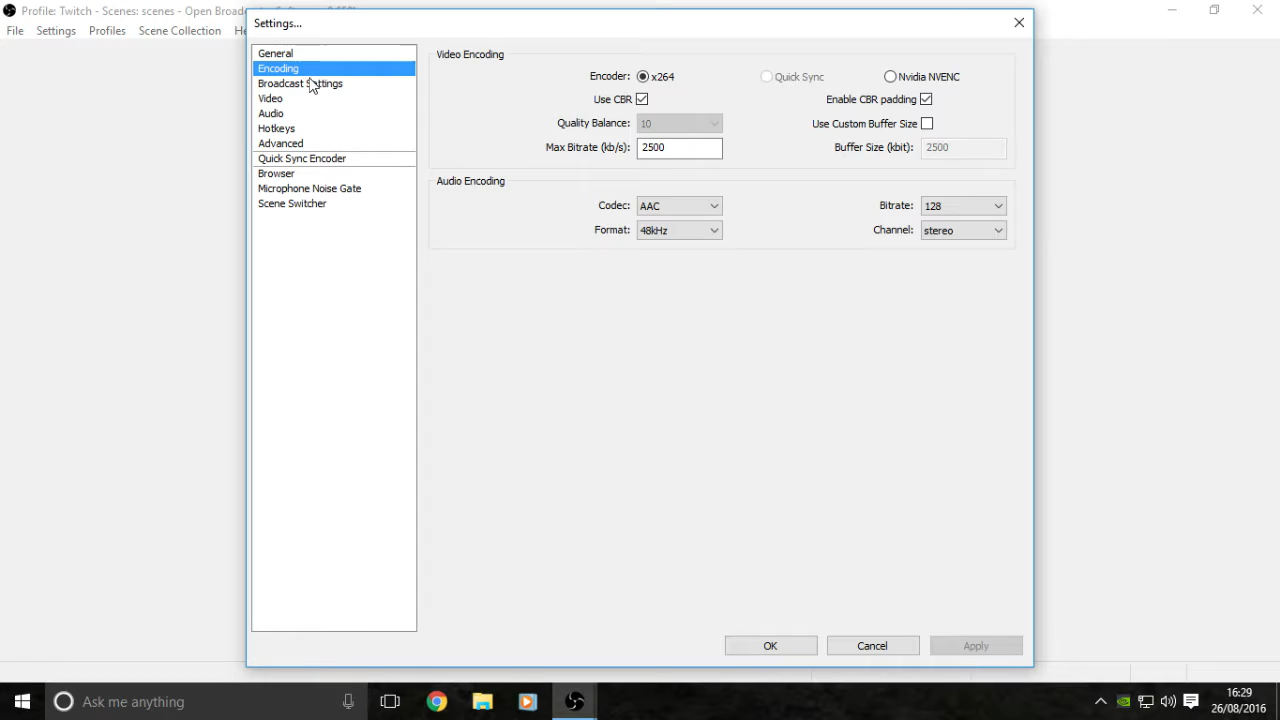 Profile: Twitch - Scenes: scenes - Open
File Settings Profiles Scene Collection He
Settings...
General
Encoding
Broadcast Settings
Video
Audio
Hotkeys
Advanced
Quick Sync Encoder
Browser
Microphone Noise Gate
Scene Switcher
Video Encoding
Encoder: x264 Quick Sync Nvidia NVENC
Use CBR Enable CBR padding
Quality Balance: 10 Use Custom Buffer Size
Max Bitrate (kb/s): 2500 Buffer Size (kbit): 2500
Audio Encoding
Codec: AAC Bitrate: 128
Format: 48kHz Channel: stereo
OK Cancel Apply
Ask me anything
16:29
26/08/2016